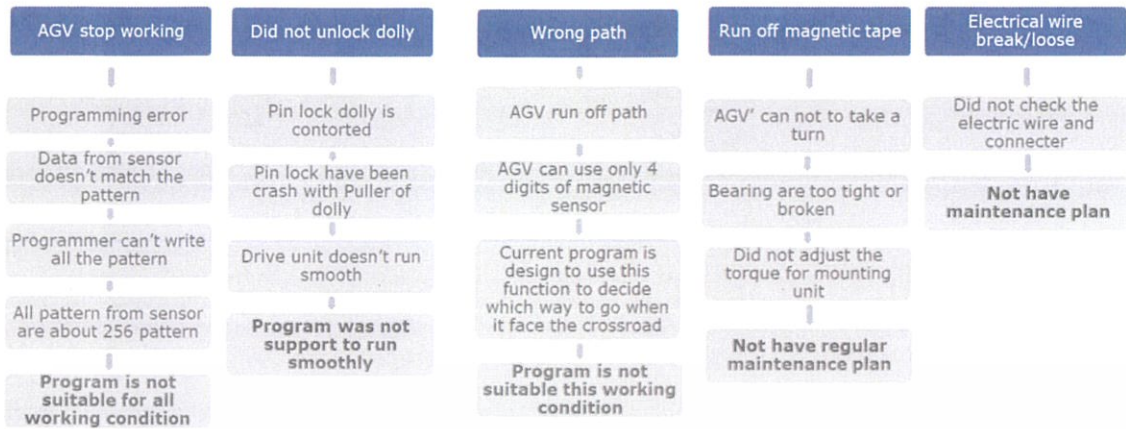 AGV stop working
Programming error
Data from sensor
doesn't match the
pattern
Programmer can't write
all the pattern
All pattern from sensor
are about 256 pattern
Program is not
suitable for all
working condition
Did not unlock dolly
Pin lock dolly is
contorted
Pin lock have been
crash with Puller of
dolly
Drive unit doesn't run
smooth
Program was not
support to run
smoothly
Wrong path
AGV run off path
AGV can use only 4
digits of magnetic
sensor
Current program is
design to use this
function to decide
which way to go when
it face the crossroad
Program is not
suitable this working
condition
Run off magnetic tape
AGV' can not to take a
turn
Bearing are too tight or
broken
Did not adjust the
torque for mounting
unit
Not have regular
maintenance plan
Electrical wire
break/loose
Did not check the
electric wire and
connecter
Not have
maintenance plan